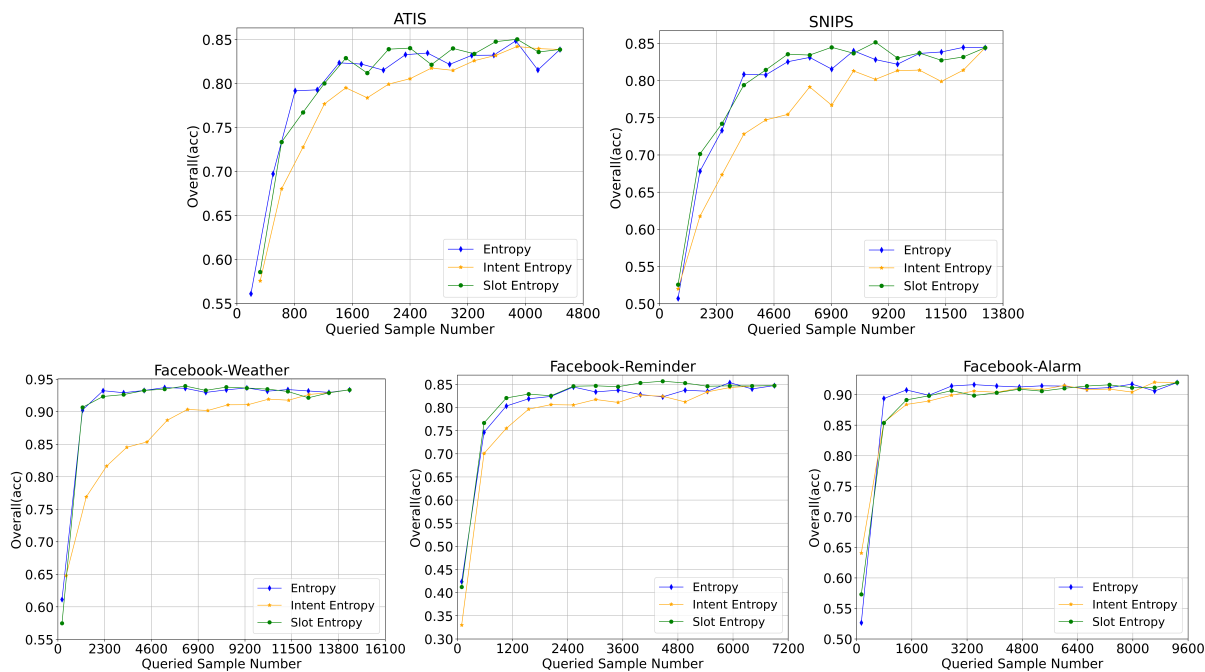 ATIS
Overall(acc)
0.85
0.80
0.75
0.70
0.65
0.60
0.55
0 800 1600 2400 3200 4000 4800
Queried Sample Number
Entropy
Intent Entropy
Slot Entropy
SNIPS
Overall(acc)
0.85
0.80
0.75
0.70
0.65
0.60
0.55
0.50
0 2300 4600 6900 9200 11500 13800
Queried Sample Number
Entropy
Intent Entropy
Slot Entropy
Facebook-Weather
Overall(acc)
0.95
0.90
0.85
0.80
0.75
0.70
0.65
0.60
0.55
0 2300 4600 6900 9200 11500 13800 16100
Queried Sample Number
Entropy
Intent Entropy
Slot Entropy
Facebook-Reminder
Overall(acc)
0.85
0.80
0.75
0.70
0.65
0.60
0.55
0.50
0.45
0.40
0.35
0.30
0 1200 2400 3600 4800 6000 7200
Queried Sample Number
Entropy
Intent Entropy
Slot Entropy
Facebook-Alarm
Overall(acc)
0.90
0.80
0.70
0.60
0.50
0 1600 3200 4800 6400 8000 9600
Queried Sample Number
Entropy
Intent Entropy
Slot Entropy